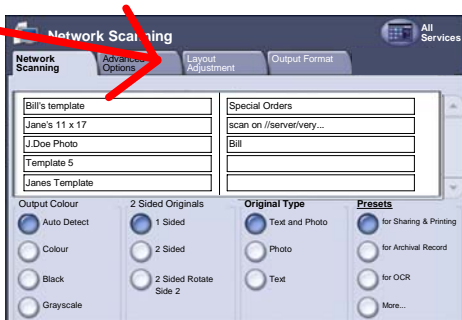 Network Scanning
All
Services
Network
Scanning
Advanced
Options
Layout
Adjustment
Output Format
Bill's template
Jane's 11 x 17
J.Doe Photo
Template 5
Janes Template
Special Orders
scan on //server/very...
Bill
Output Colour
Auto Detect
Colour
Black
Grayscale
2 Sided Originals
1 Sided
2 Sided
2 Sided Rotate
Side 2
Original Type
Text and Photo
Photo
Text
Presets
for Sharing & Printing
for Archival Record
for OCR
More...